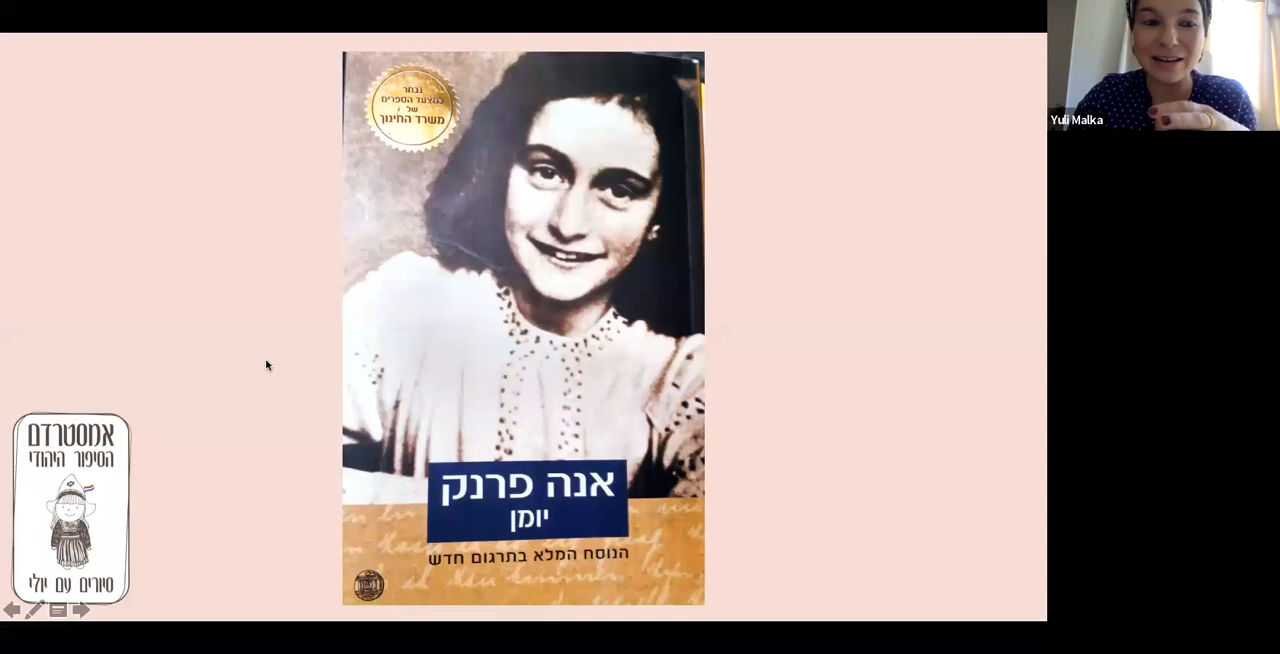 נבחר
למצעד הספרים
של
משרד החינוך
אנה פרנק
יומן
הנוסח המלא בתרגום חדש
אמסטרדם
הסיפור היהודי
סיורים עם יולי
Yuli Malka